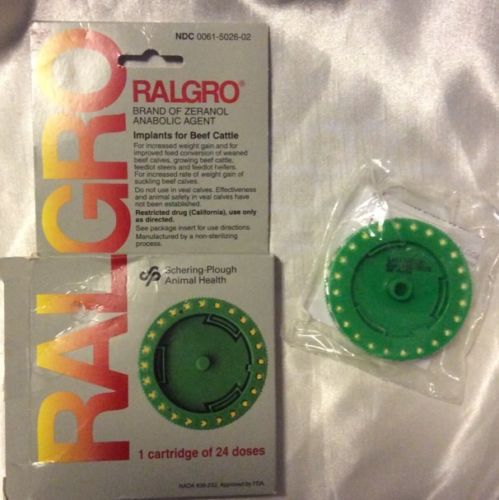 NDC 0061-5026-02
RALGRO
RALGRO®
BRAND OF ZERANOL
ANABOLIC AGENT
Implants for Beef Cattle
For increased weight gain and for
improved feed conversion of weaned
beef calves, growing beef cattle,
feedlot steers and feedlot heifers.
For increased rate of weight gain of
suckling beef calves.
Do not use in veal calves. Effectiveness
and animal safety in veal calves have
not been established.
Restricted drug (California), use only
as directed.
See package insert for use directions.
Manufactured by a non-sterilizing
process.
RALGRO
Schering-Plough
Animal Health
1 cartridge of 24 doses
Approved by FDA.